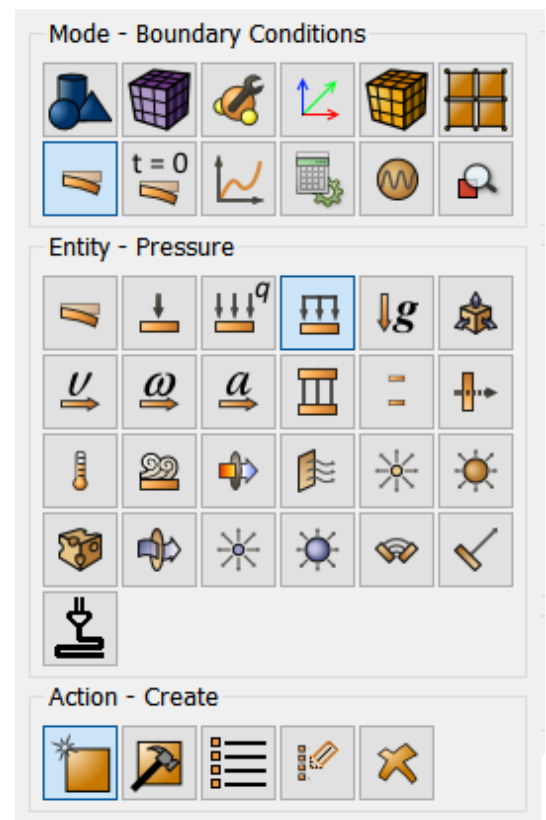 Mode - Boundary Conditions
t = 0
Entity - Pressure
q
g
υ ω a
Action - Create